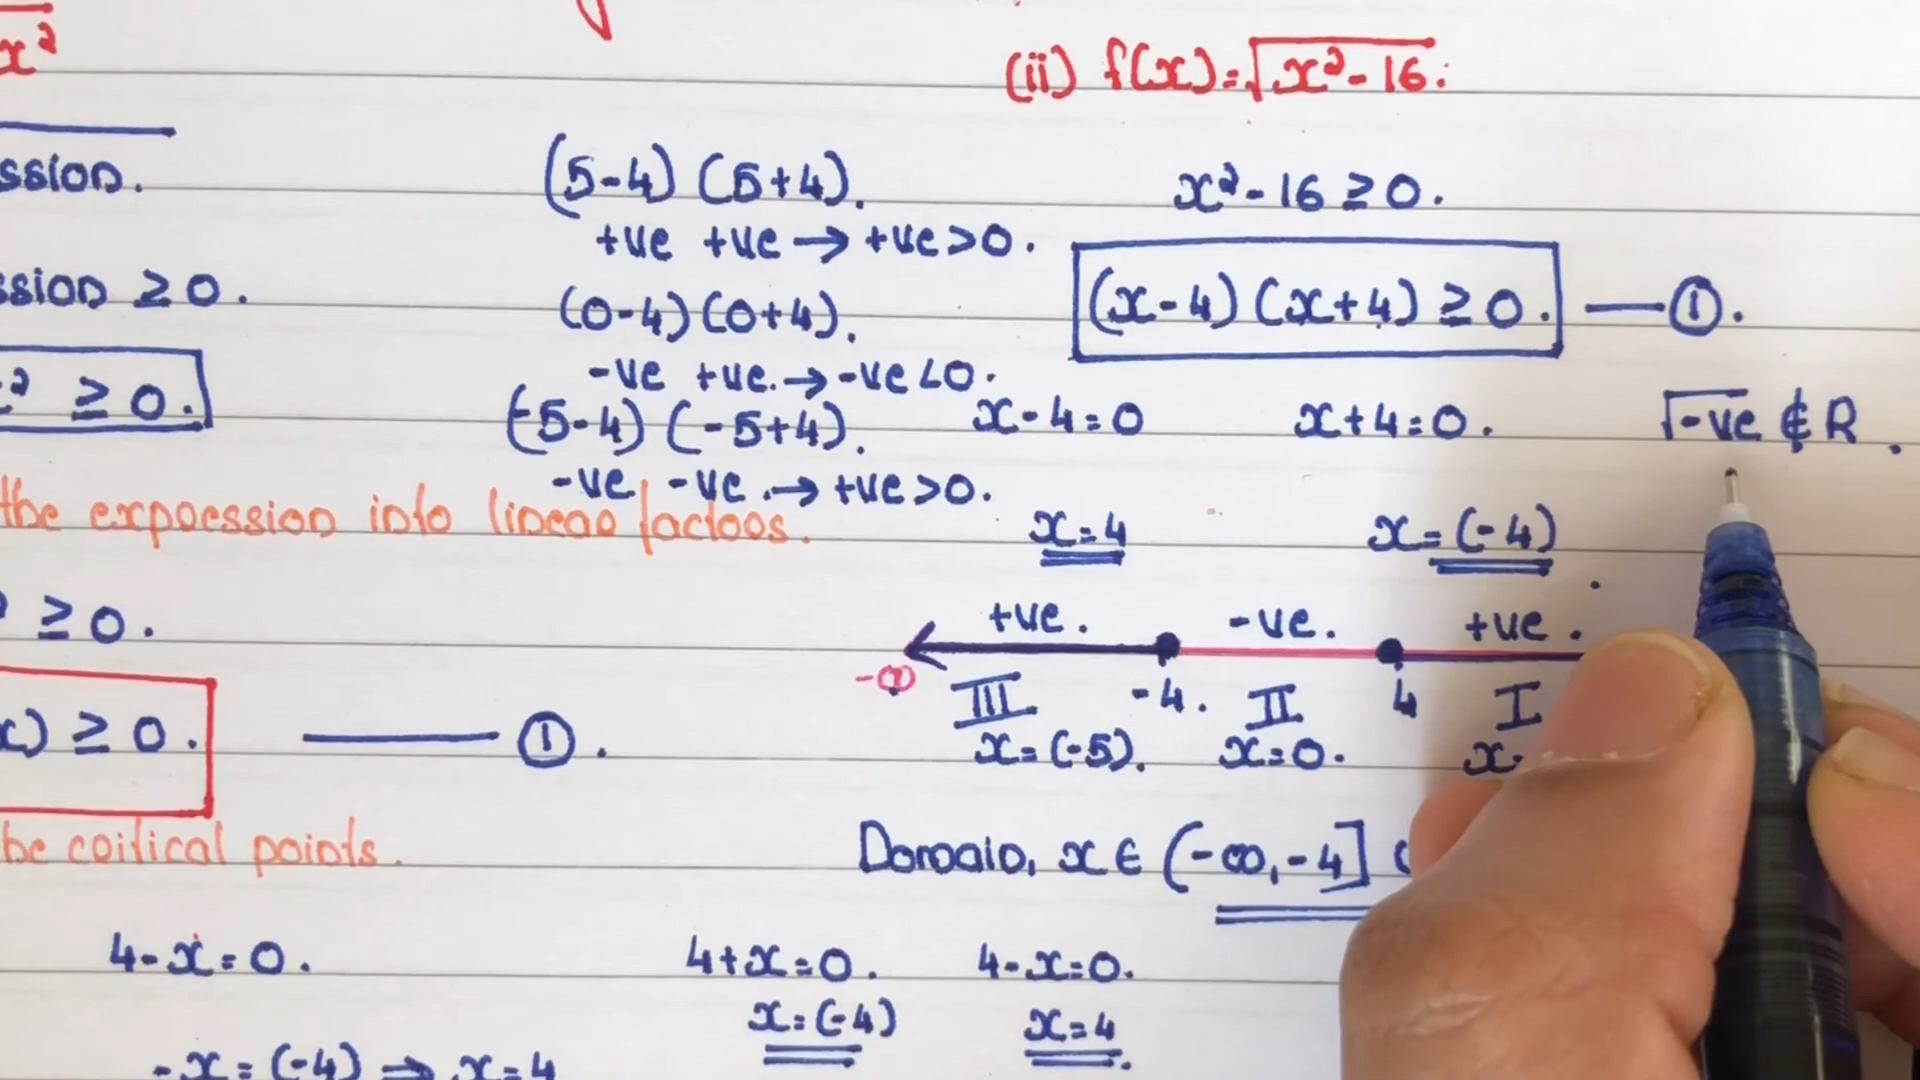 x²
ssion.
ssion ≥ 0.
² ≥ 0.
the expression into linear factors.
≥ 0.
x) ≥ 0. —— ①.
critical points.
4-x=0.
-x=(-4) ⇒ x=4
4+x=0. 4-x=0.
x=(-4) x=4.
(5-4) (5+4).
+ve +ve → +ve>0.
(0-4)(0+4).
-ve +ve. → -ve<0.
(-5-4) (-5+4).
-ve -ve. → +ve>0.
(ii) f(x)=√x²-16.
x²-16 ≥ 0.
(x-4) (x+4) ≥ 0. — ①.
x-4=0 x+4=0. √-ve ∉ R.
x=4 x=(-4)
+ve. -ve. +ve.
-∞ -4. 4
III II I
x=(-5). x=0. x
Domain, x∈ (-∞,-4]